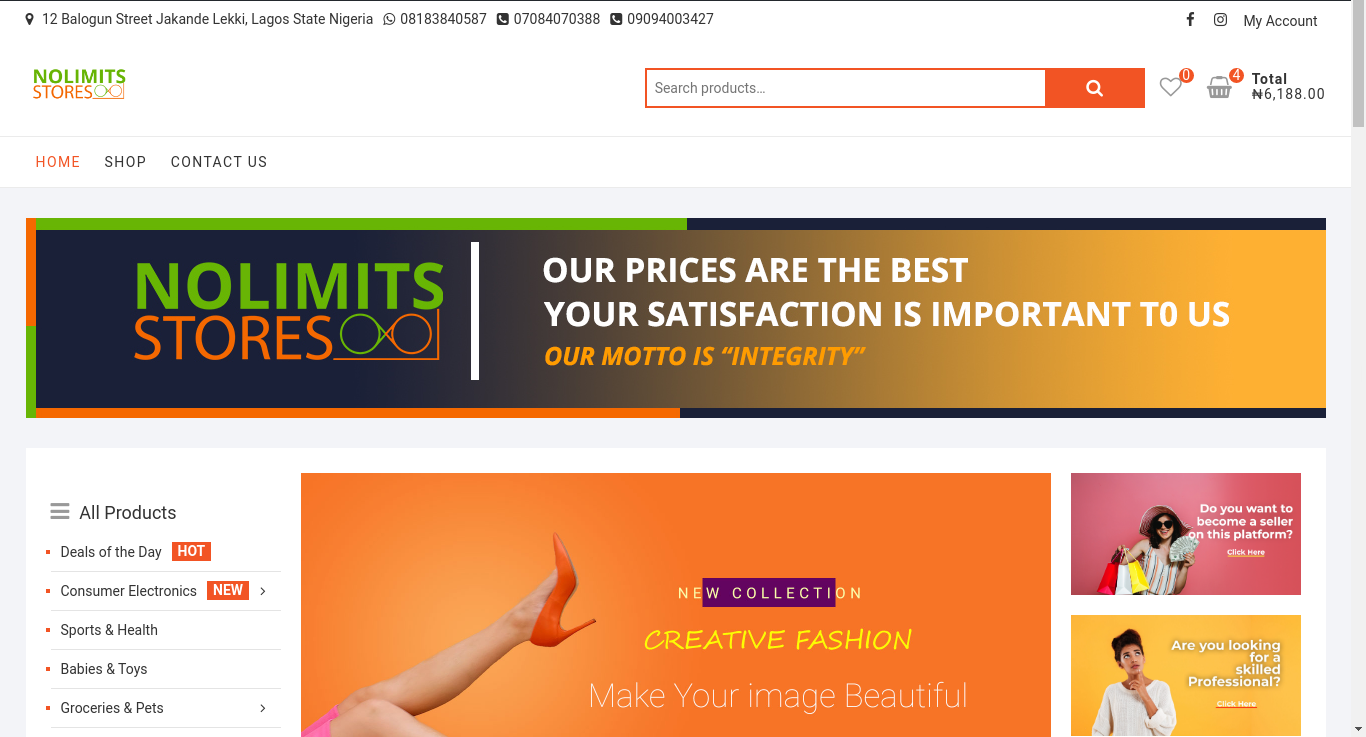 12 Balogun Street Jakande Lekki, Lagos State Nigeria 08183840587 07084070388 09094003427
My Account
NOLIMITS
STORES
Search products…
0
4
Total
₦6,188.00
HOME SHOP CONTACT US
NOLIMITS
STORES
OUR PRICES ARE THE BEST
YOUR SATISFACTION IS IMPORTANT T0 US
OUR MOTTO IS “INTEGRITY”
All Products
Deals of the Day HOT
Consumer Electronics NEW
Sports & Health
Babies & Toys
Groceries & Pets
NEW COLLECTION
CREATIVE FASHION
Make Your image Beautiful
Do you want to
become a seller
on this platform?
Click Here
Are you looking
for a
skilled
Professional?
Click Here